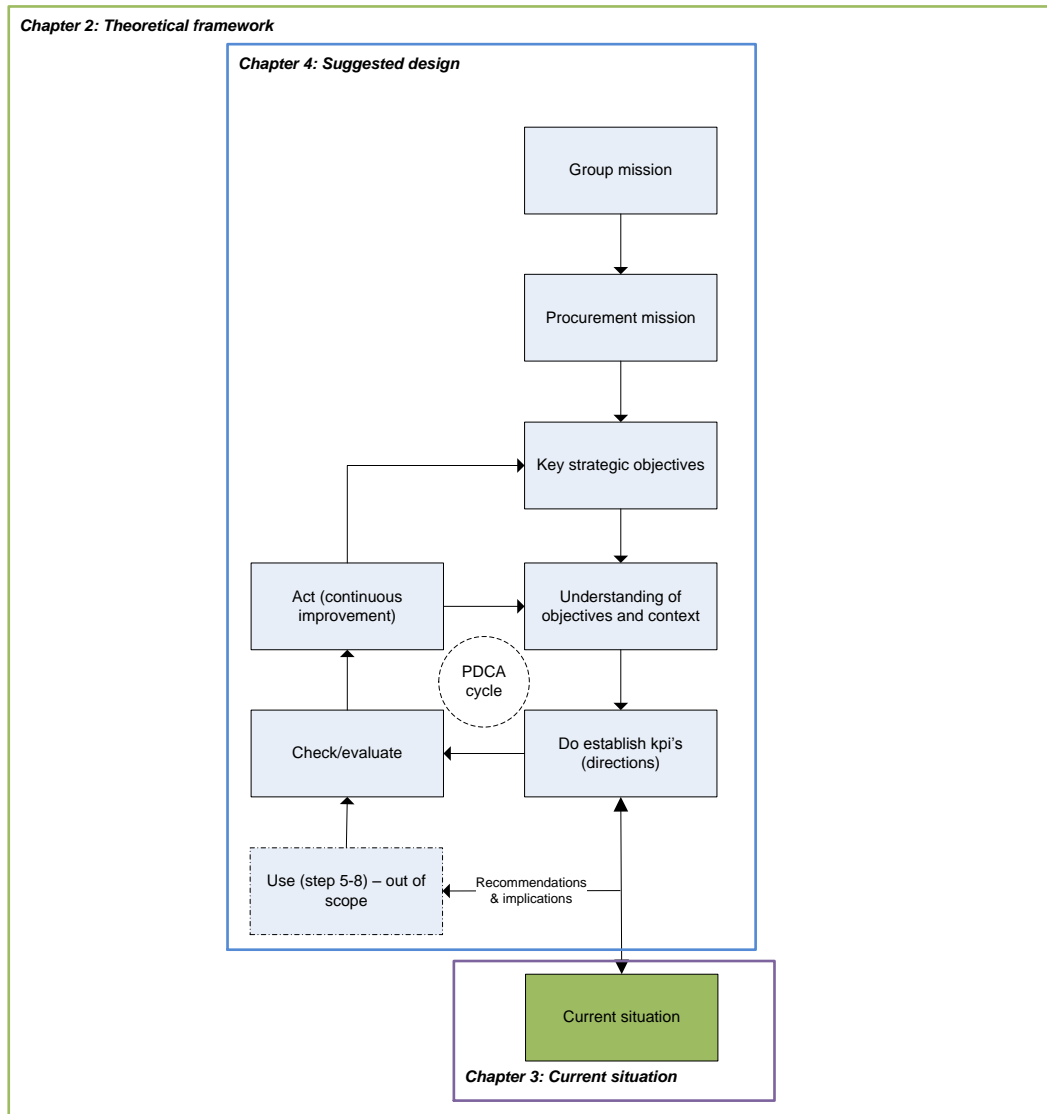 Chapter 2: Theoretical framework
Chapter 4: Suggested design
Group mission
Procurement mission
Key strategic objectives
Act (continuous
improvement)
Understanding of
objectives and context
PDCA
cycle
Check/evaluate
Do establish kpi's
(directions)
Use (step 5-8) – out of
scope
Recommendations
& implications
Current situation
Chapter 3: Current situation